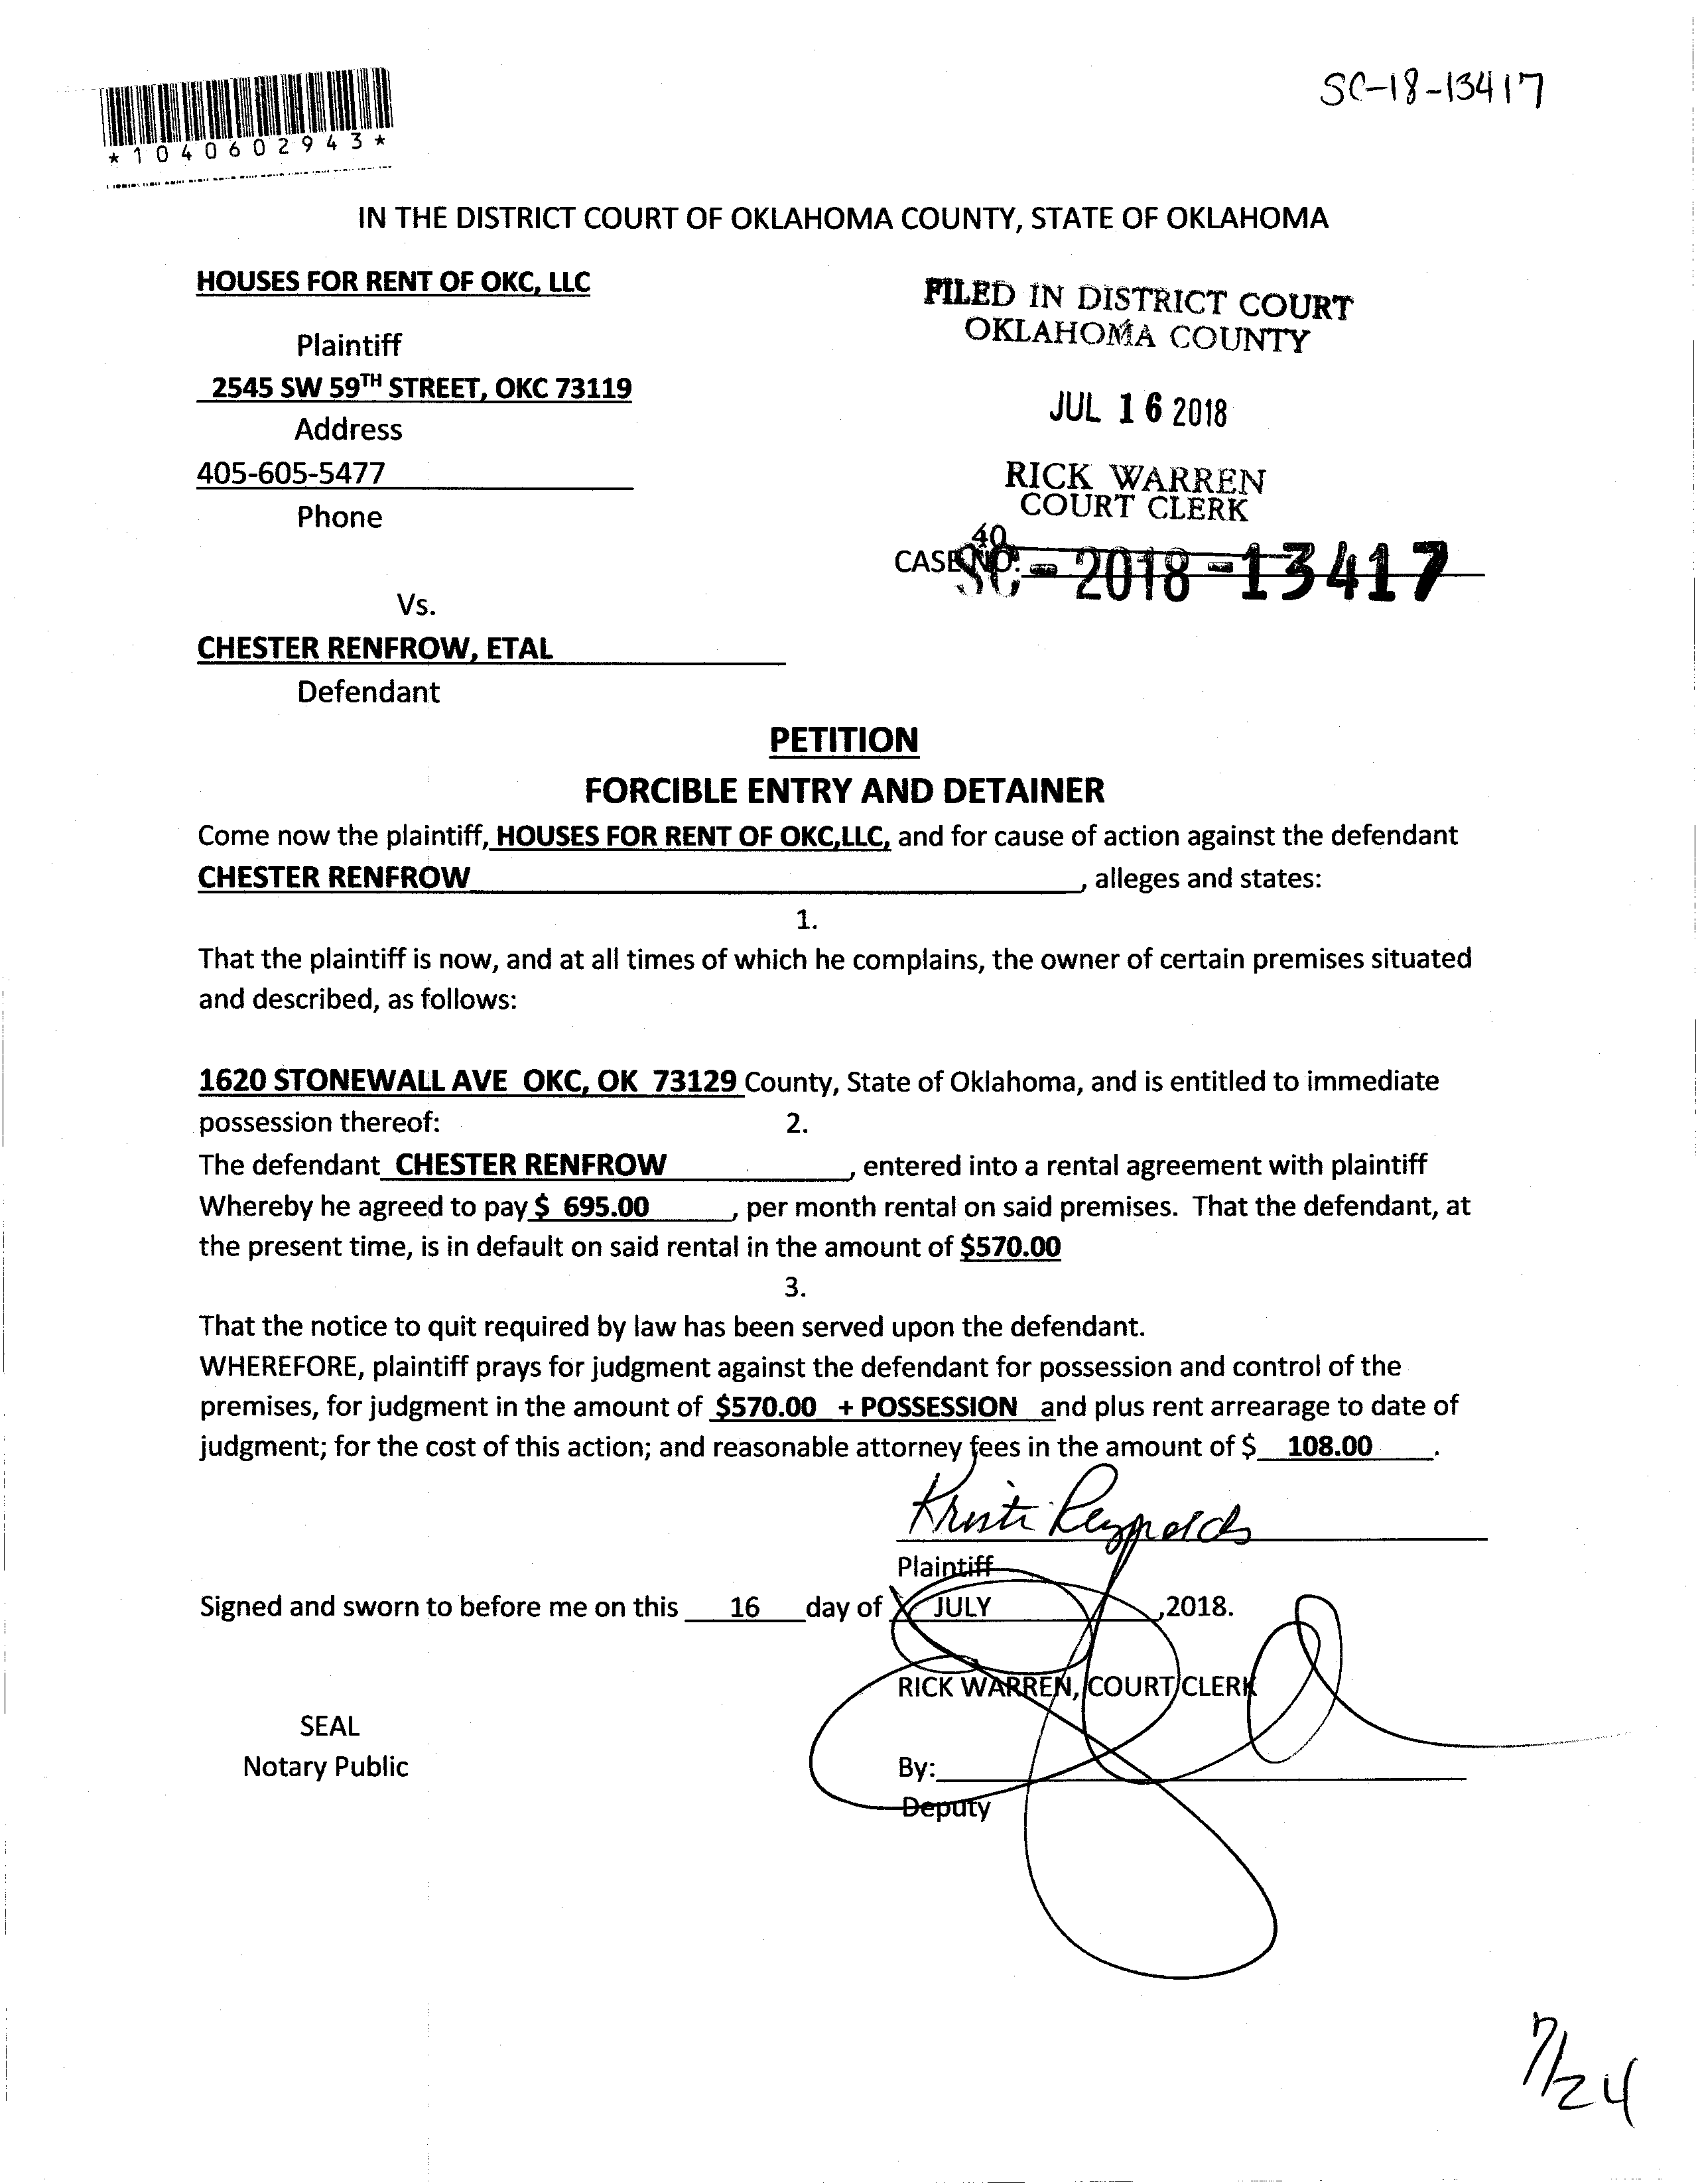 SC-18-13417
*1040602943*
IN THE DISTRICT COURT OF OKLAHOMA COUNTY, STATE OF OKLAHOMA
HOUSES FOR RENT OF OKC, LLC
Plaintiff
2545 SW 59TH STREET, OKC 73119
Address
405-605-5477
Phone
FILED IN DISTRICT COURT
OKLAHOMA COUNTY
JUL 16 2018
RICK WARREN
COURT CLERK
40
CASE NO.
SC - 2018 - 13417
Vs.
CHESTER RENFROW, ETAL
Defendant
PETITION
FORCIBLE ENTRY AND DETAINER
Come now the plaintiff, HOUSES FOR RENT OF OKC,LLC, and for cause of action against the defendant
CHESTER RENFROW, alleges and states:
1.
That the plaintiff is now, and at all times of which he complains, the owner of certain premises situated
and described, as follows:
1620 STONEWALL AVE OKC, OK 73129 County, State of Oklahoma, and is entitled to immediate
possession thereof: 2.
The defendant CHESTER RENFROW, entered into a rental agreement with plaintiff
Whereby he agreed to pay $ 695.00, per month rental on said premises. That the defendant, at
the present time, is in default on said rental in the amount of $570.00
3.
That the notice to quit required by law has been served upon the defendant.
WHEREFORE, plaintiff prays for judgment against the defendant for possession and control of the
premises, for judgment in the amount of $570.00 + POSSESSION and plus rent arrearage to date of
judgment; for the cost of this action; and reasonable attorney fees in the amount of $ 108.00.
Kristi Reynolds
Plaintiff
Signed and sworn to before me on this 16 day of JULY ,2018.
RICK WARREN, COURT CLERK
SEAL
Notary Public
By:
Deputy
7/24